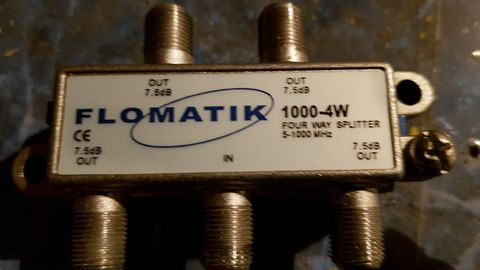 OUT
7.5dB
OUT
7.5dB
FLOMATIK
1000-4W
FOUR WAY SPLITTER
5-1000 MHz
CE
7.5dB
OUT
IN
7.5dB
OUT